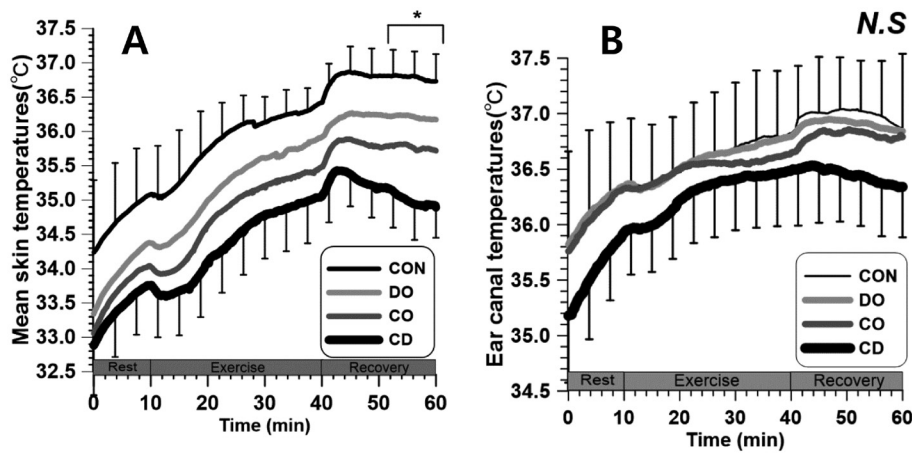 A
*
Mean skin temperatures(°C)
37.5
37.0
36.5
36.0
35.5
35.0
34.5
34.0
33.5
33.0
32.5
CON
DO
CO
CD
Rest Exercise Recovery
0 10 20 30 40 50 60
Time (min)
B
N.S
Ear canal temperatures(°C)
38.0
37.5
37.0
36.5
36.0
35.5
35.0
34.5
CON
DO
CO
CD
Rest Exercise Recovery
0 10 20 30 40 50 60
Time (min)